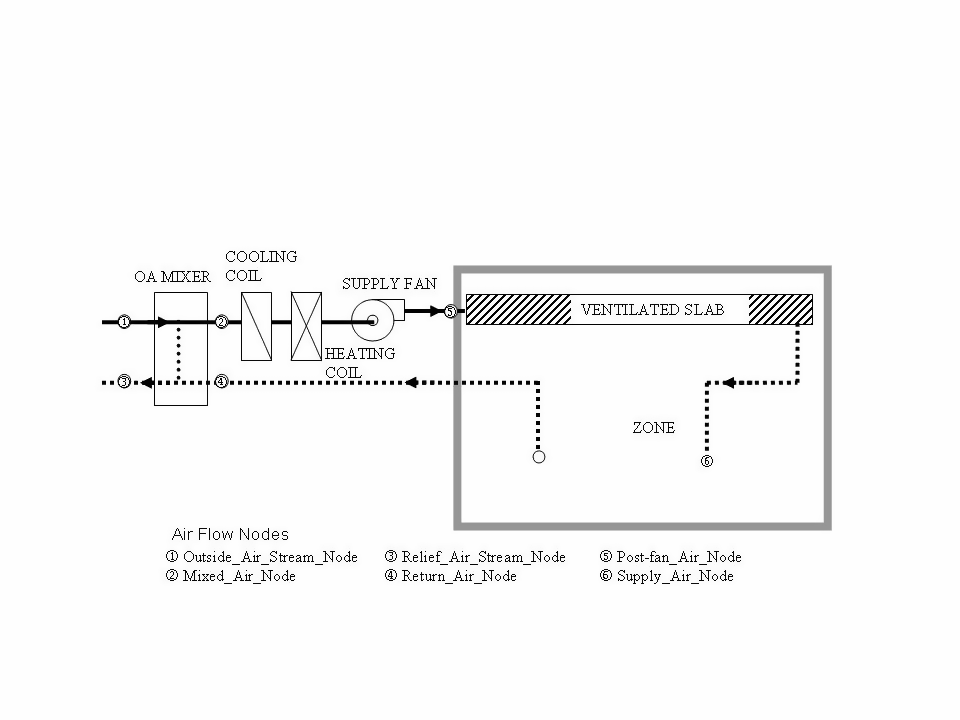 COOLING
COIL
OA MIXER
SUPPLY FAN
① ② ⑤
VENTILATED SLAB
HEATING
COIL
③ ④
ZONE
⑥
Air Flow Nodes
① Outside_Air_Stream_Node ③ Relief_Air_Stream_Node ⑤ Post-fan_Air_Node
② Mixed_Air_Node ④ Return_Air_Node ⑥ Supply_Air_Node